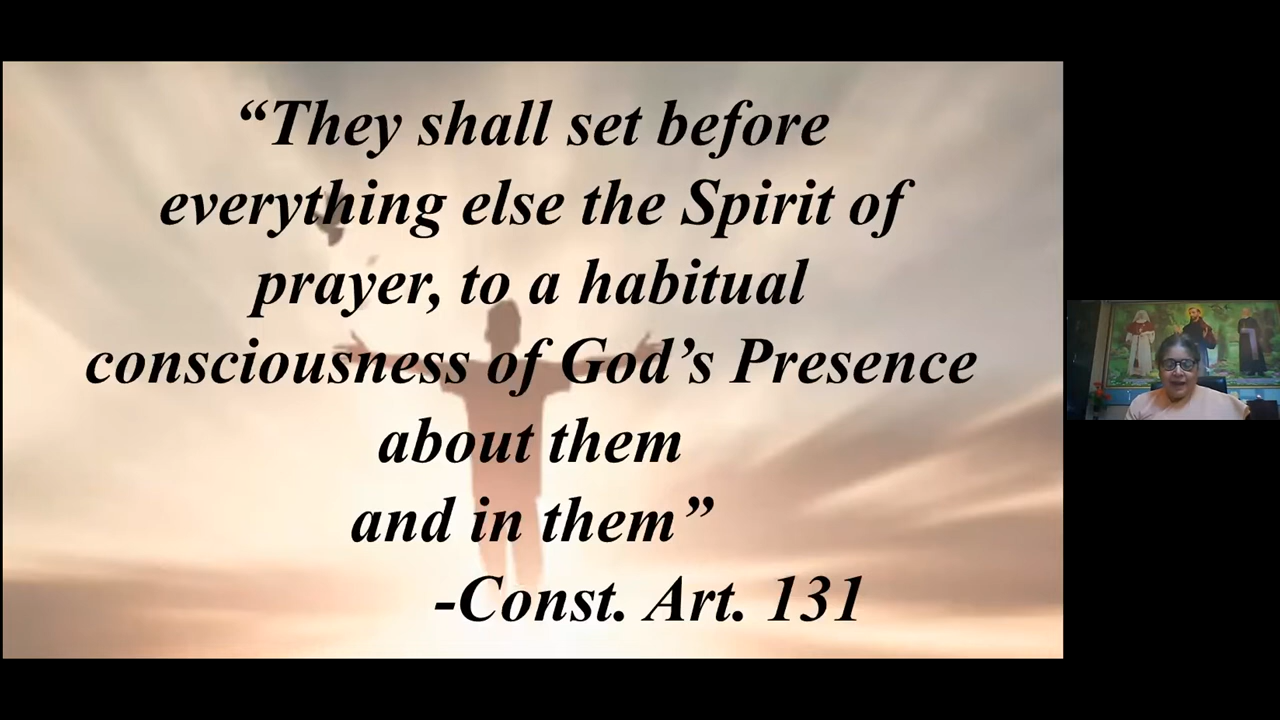 “They shall set before
everything else the Spirit of
prayer, to a habitual
consciousness of God’s Presence
about them
and in them”
-Const. Art. 131